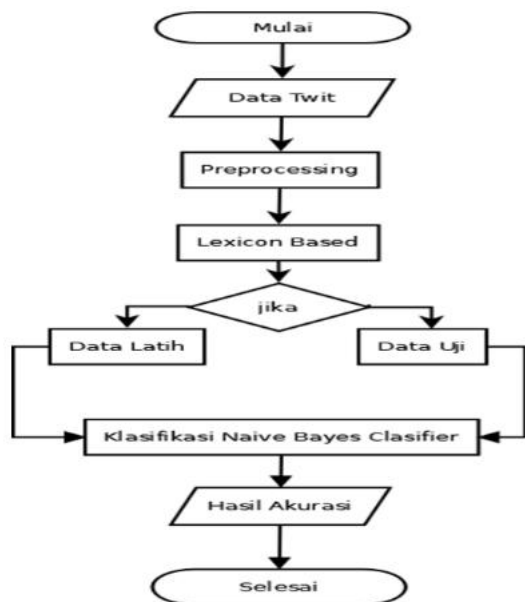 Mulai
Data Twit
Preprocessing
Lexicon Based
jika
Data Latih
Data Uji
Klasifikasi Naive Bayes Clasifier
Hasil Akurasi
Selesai